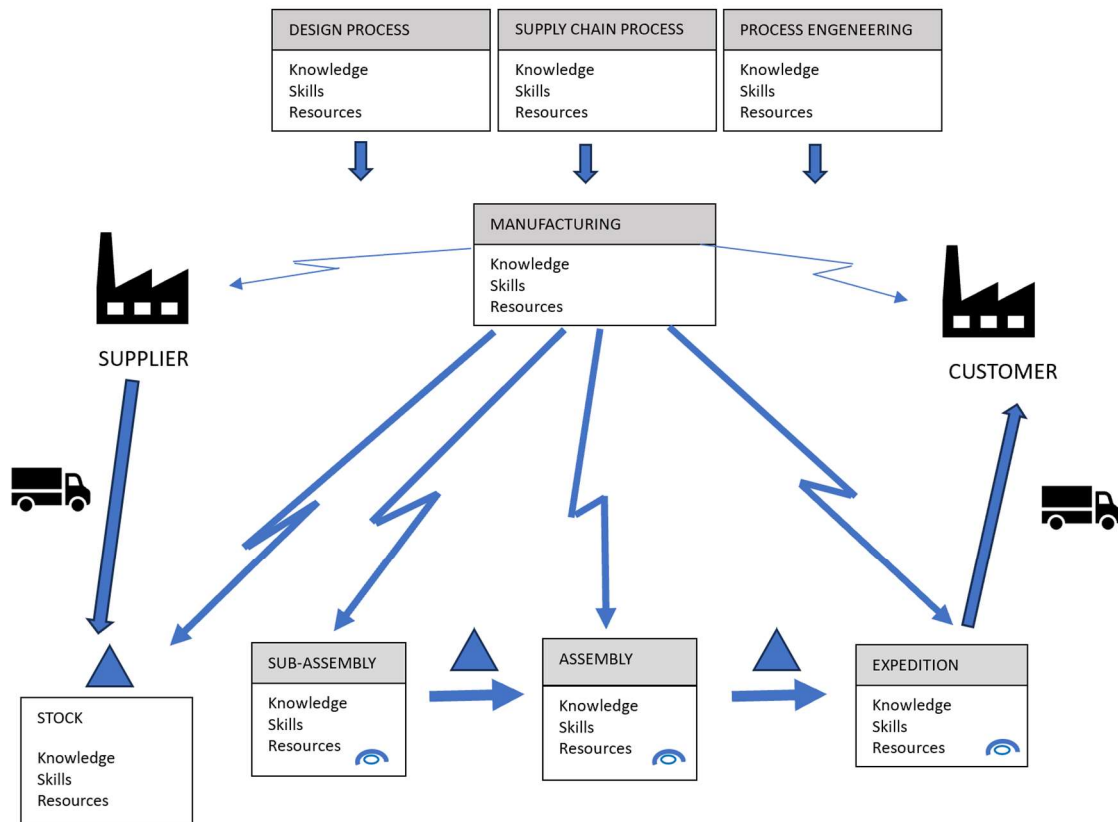 DESIGN PROCESS
Knowledge
Skills
Resources
SUPPLY CHAIN PROCESS
Knowledge
Skills
Resources
PROCESS ENGENEERING
Knowledge
Skills
Resources
MANUFACTURING
Knowledge
Skills
Resources
SUPPLIER
CUSTOMER
STOCK
Knowledge
Skills
Resources
SUB-ASSEMBLY
Knowledge
Skills
Resources
ASSEMBLY
Knowledge
Skills
Resources
EXPEDITION
Knowledge
Skills
Resources